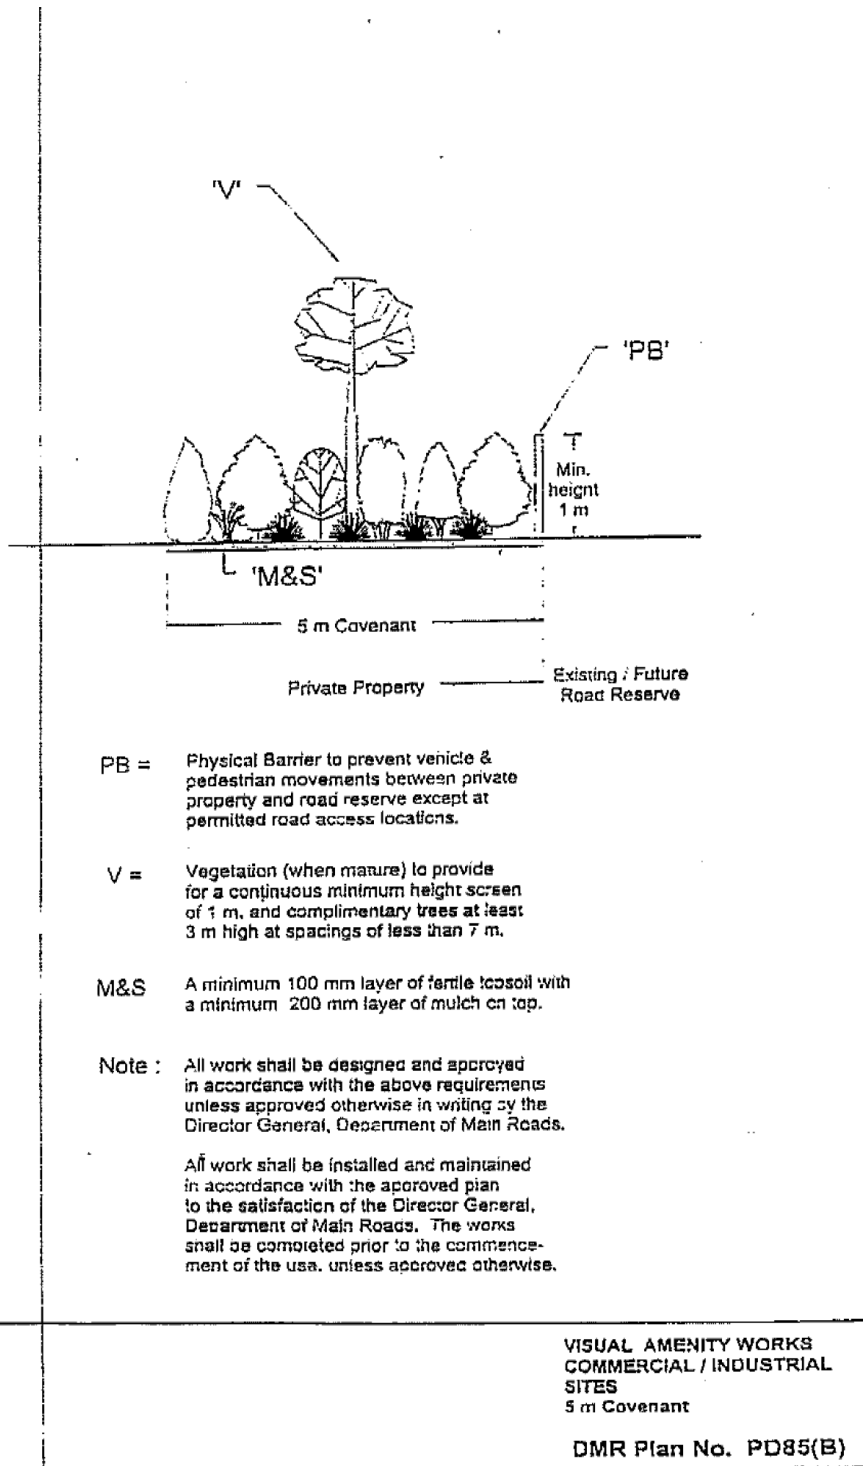 'V'
'PB'
Min.
height
1 m
'M&S'
5 m Covenant
Private Property
Existing / Future
Road Reserve
PB =
Physical Barrier to prevent vehicle &
pedestrian movements between private
property and road reserve except at
permitted road access locations.
V =
Vegetation (when mature) to provide
for a continuous minimum height screen
of 1 m, and complimentary trees at least
3 m high at spacings of less than 7 m.
M&S
A minimum 100 mm layer of fertile topsoil with
a minimum 200 mm layer of mulch on top.
Note :
All work shall be designed and approved
in accordance with the above requirements
unless approved otherwise in writing by the
Director General, Department of Main Roads.
All work shall be installed and maintained
in accordance with the approved plan
to the satisfaction of the Director General,
Department of Main Roads. The works
shall be completed prior to the commence-
ment of the use, unless approved otherwise.
VISUAL AMENITY WORKS
COMMERCIAL / INDUSTRIAL
SITES
5 m Covenant
DMR Plan No. PD85(B)